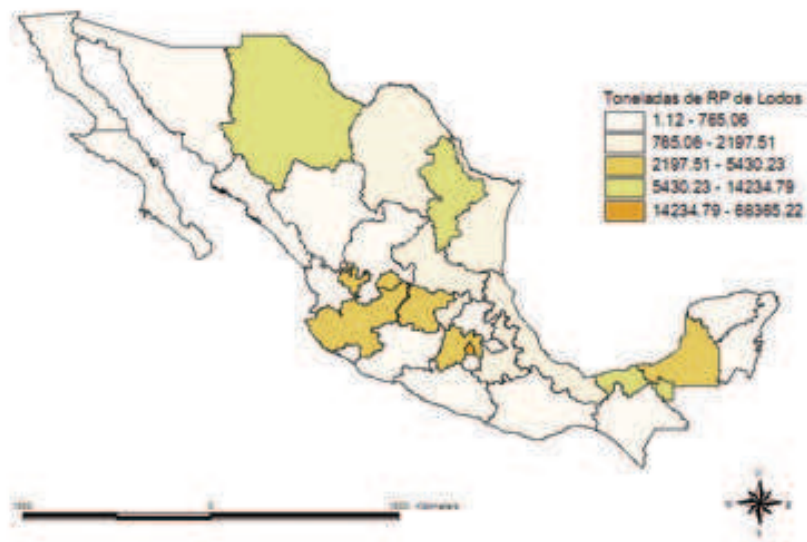 Toneladas de RP de Lodos
1.12 - 765.06
765.06 - 2197.51
2197.51 - 5430.23
5430.23 - 14234.79
14234.79 - 68365.22
0